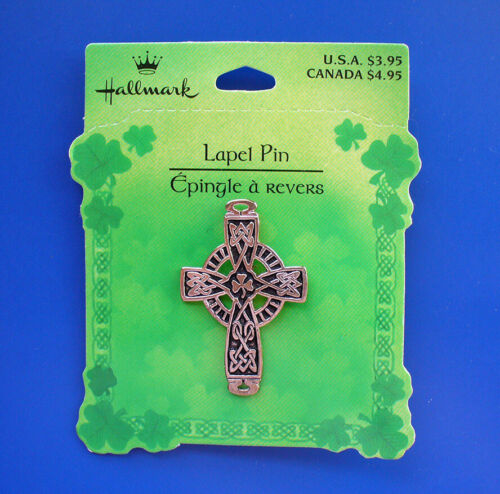 Hallmark
U.S.A. $3.95
CANADA $4.95
Lapel Pin
Épingle à revers